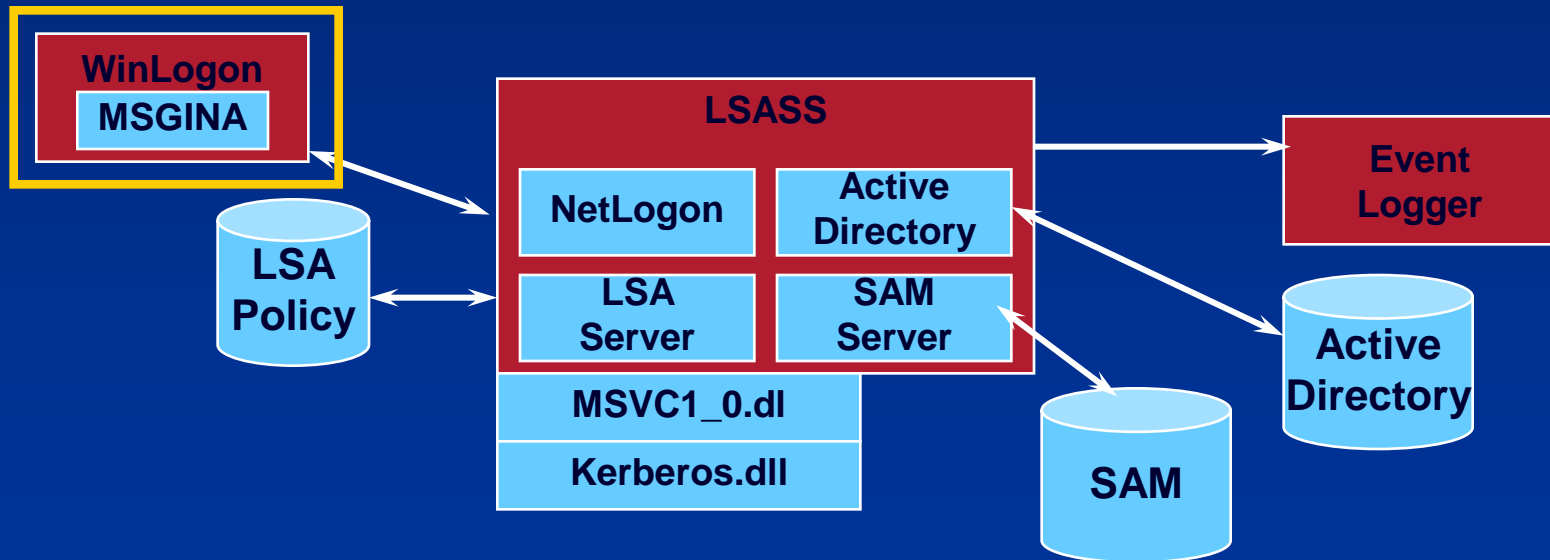 WinLogon
MSGINA
LSA
Policy
LSASS
NetLogon
Active
Directory
LSA
Server
SAM
Server
MSVC1_0.dl
Kerberos.dll
Event
Logger
Active
Directory
SAM